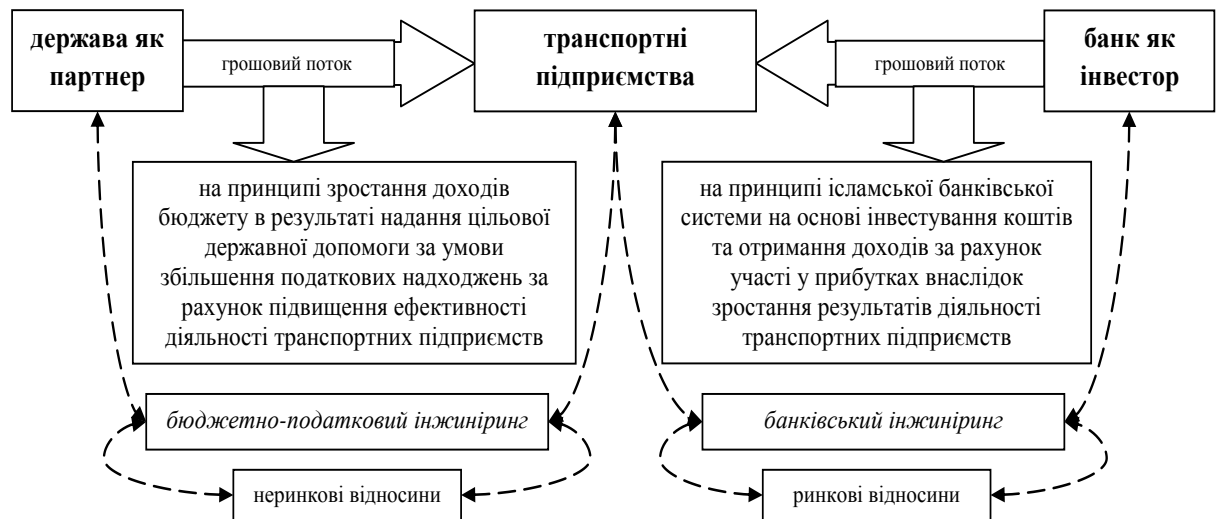 держава як
партнер
грошовий поток
транспортні
підприємства
грошовий поток
банк як
інвестор
на принципі зростання доходів
бюджету в результаті надання цільової
державної допомоги за умови
збільшення податкових надходжень за
рахунок підвищення ефективності
діяльності транспортних підприємств
на принципі ісламської банківської
системи на основі інвестування коштів
та отримання доходів за рахунок
участі у прибутках внаслідок
зростання результатів діяльності
транспортних підприємств
бюджетно-податковий інжиніринг
банківський інжиніринг
неринкові відносини
ринкові відносини